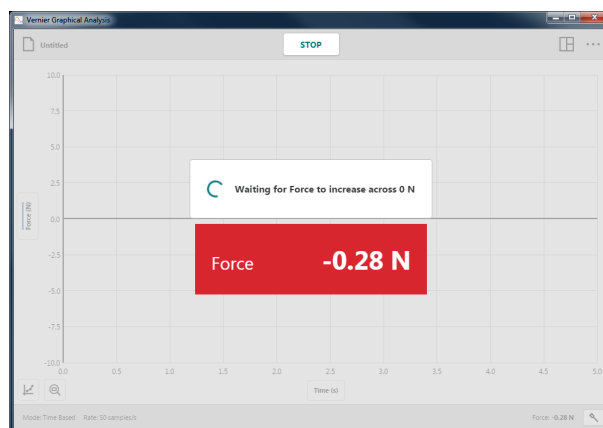 Vernier Graphical Analysis
Untitled
STOP
10.0
7.5
5.0
2.5
Waiting for Force to increase across 0 N
Force (N)
0.0
Force -0.28 N
-2.5
-5.0
-7.5
-10.0
0.0 0.5 1.0 1.5 2.0 2.5 3.0 3.5 4.0 4.5 5.0
Time (s)
Mode: Time Based Rate: 50 samples/s Force: -0.28 N